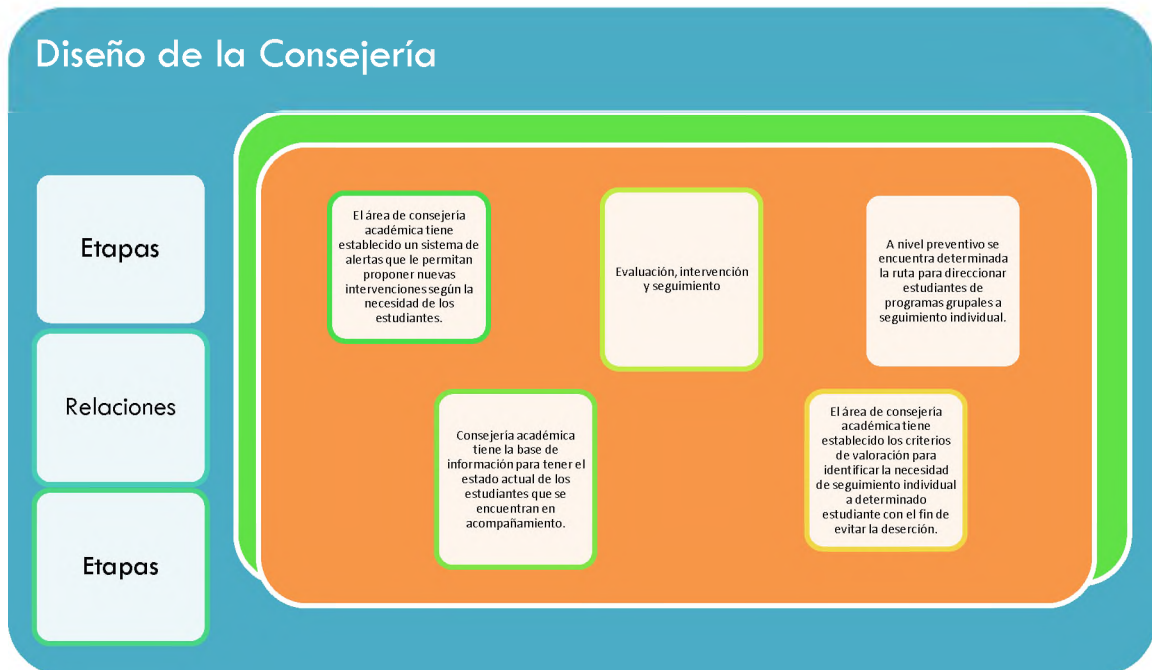 Diseño de la Consejería
Etapas
Relaciones
Etapas
El área de consejería
académica tiene
establecido un sistema de
alertas que le permitan
proponer nuevas
intervenciones según la
necesidad de los
estudiantes.
Evaluación, intervención
y seguimiento
A nivel preventivo se
encuentra determinada
la ruta para direccionar
estudiantes de
programas grupales a
seguimiento individual.
Consejería académica
tiene la base de
información para tener el
estado actual de los
estudiantes que se
encuentran en
acompañamiento.
El área de consejería
académica tiene
establecido los criterios
de valoración para
identificar la necesidad
de seguimiento individual
a determinado
estudiante con el fin de
evitar la deserción.